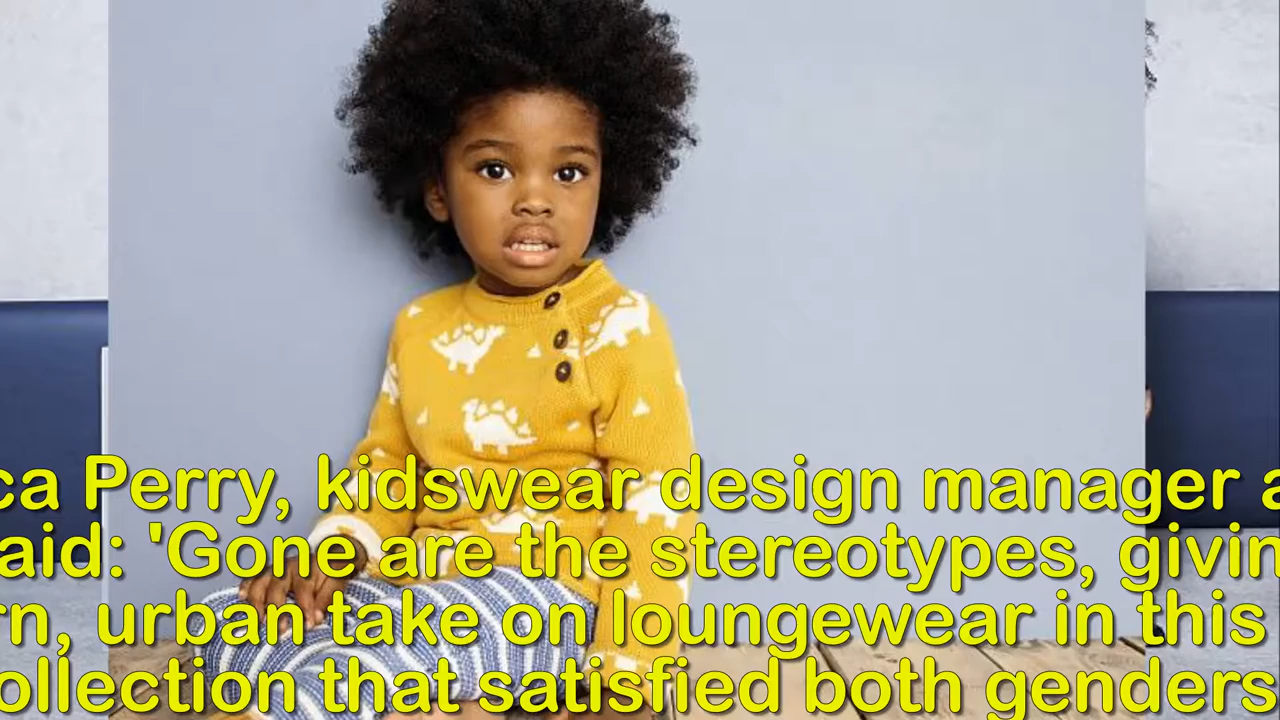 ca Perry, kidswear design manager a
aid: 'Gone are the stereotypes, givin
rn, urban take on loungewear in this
ollection that satisfied both genders